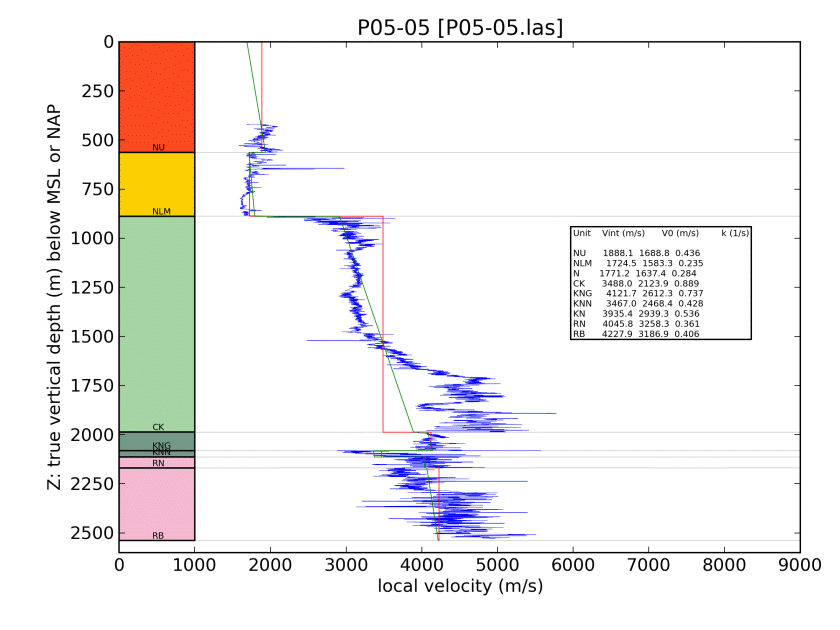 P05-05 [P05-05.las]
0
250
500
750
1000
1250
1500
1750
2000
2250
2500
Z: true vertical depth (m) below MSL or NAP
NU
NLM
CK
KNG
KNN
RN
RB
Unit Vint (m/s) V0 (m/s) k (1/s)
NU 1888.1 1688.8 0.436
NLM 1724.5 1583.3 0.235
N 1771.2 1637.4 0.284
CK 3488.0 2123.9 0.889
KNG 4121.7 2612.3 0.737
KNN 3467.0 2468.4 0.428
KN 3935.4 2939.3 0.536
RN 4045.8 3258.3 0.361
RB 4227.9 3186.9 0.406
0 1000 2000 3000 4000 5000 6000 7000 8000 9000
local velocity (m/s)